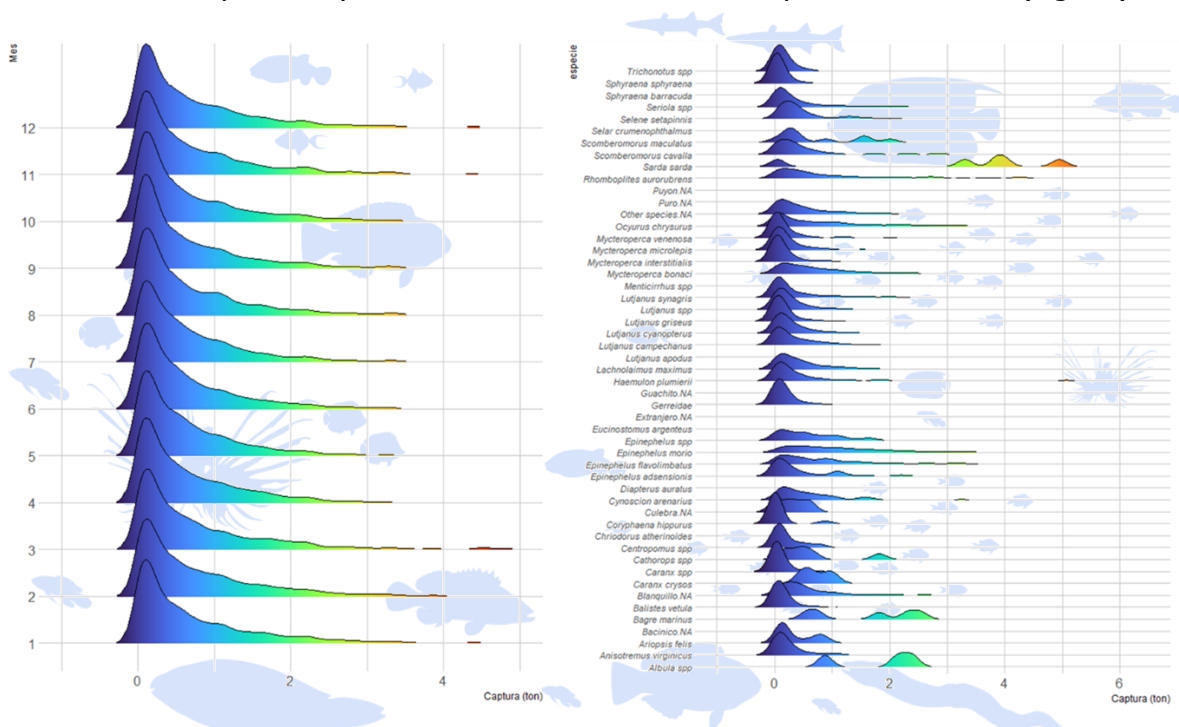 Mes
12
11
10
9
8
7
6
5
4
3
2
1
0
2
4
Captura (ton)
especie
Trichonotus spp
Sphyraena sphyraena
Sphyraena barracuda
Seriola spp
Selene setapinnis
Selar crumenophthalmus
Scomberomorus maculatus
Scomberomorus cavalla
Sarda sarda
Rhomboplites aurorubrens
Puyon.NA
Puro.NA
Other species.NA
Ocyurus chrysurus
Mycteroperca venenosa
Mycteroperca microlepis
Mycteroperca interstitialis
Mycteroperca bonaci
Menticirrhus spp
Lutjanus synagris
Lutjanus spp
Lutjanus griseus
Lutjanus cyanopterus
Lutjanus campechanus
Lutjanus apodus
Lachnolaimus maximus
Haemulon plumierii
Guachito.NA
Gerreidae
Extranjero.NA
Eucinostomus argenteus
Epinephelus spp
Epinephelus morio
Epinephelus flavolimbatus
Epinephelus adsensionis
Diapterus auratus
Cynoscion arenarius
Culebra.NA
Coryphaena hippurus
Chriodorus atherinoides
Centropomus spp
Cathorops spp
Caranx spp
Caranx crysos
Blanquillo.NA
Balistes vetula
Bagre marinus
Bacinico.NA
Ariopsis felis
Anisotremus virginicus
Albula spp
0
2
4
6
Captura (ton)